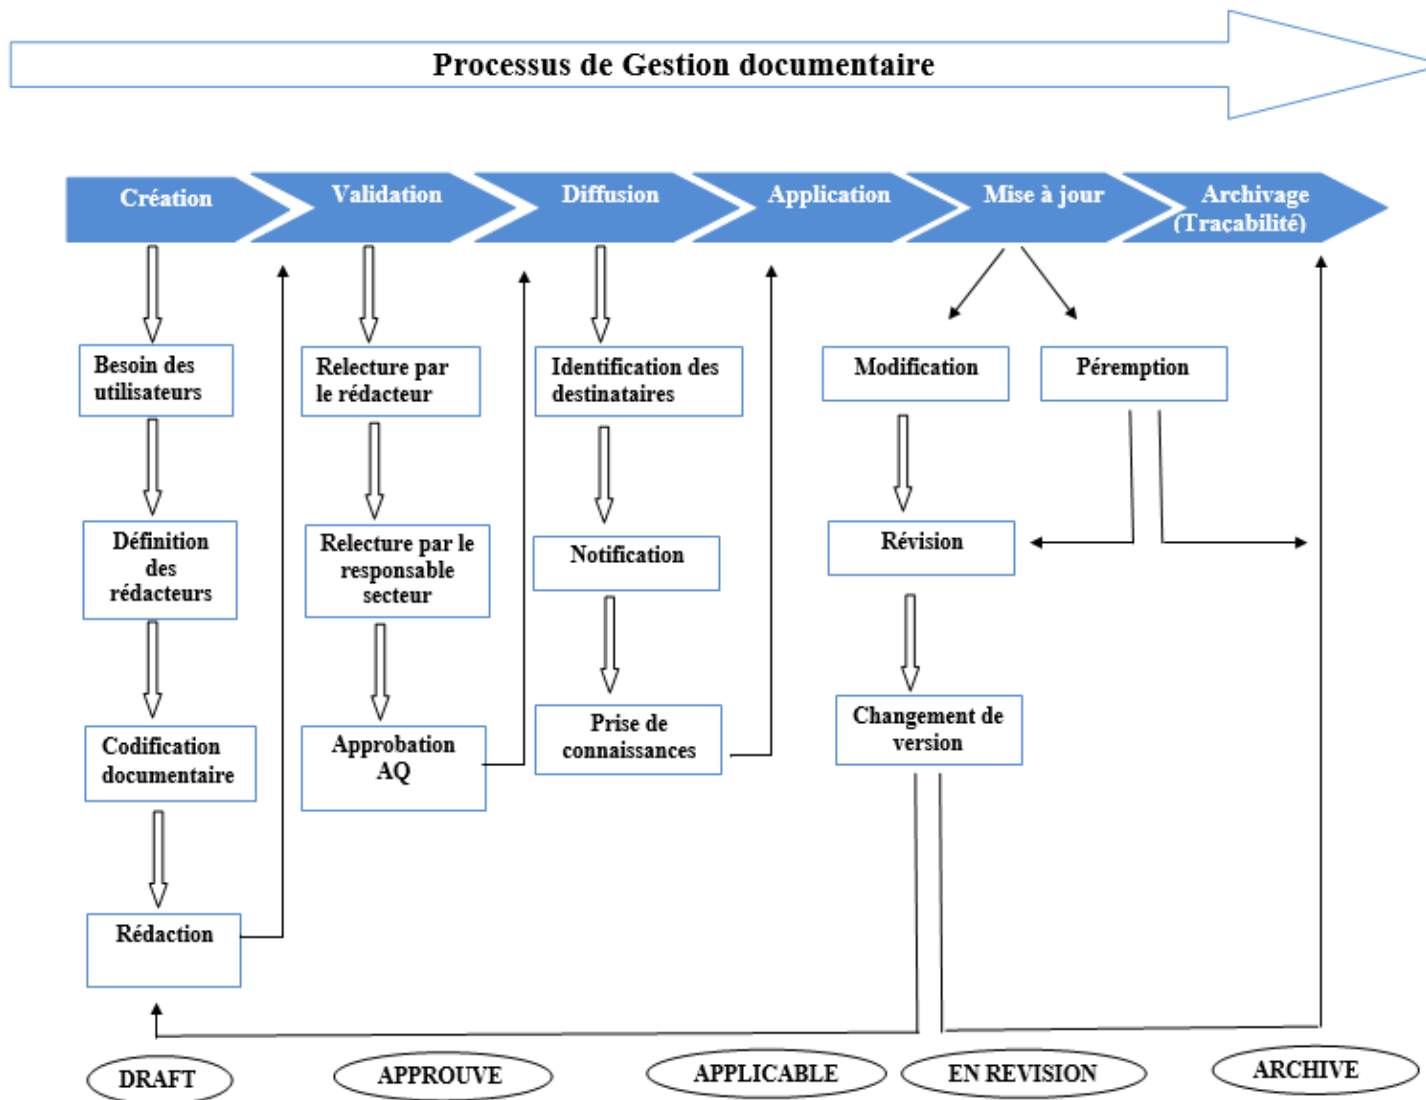 Processus de Gestion documentaire
Création
Validation
Diffusion
Application
Mise à jour
Archivage
(Tracabilité)
Besoin des
utilisateurs
Relecture par
le rédacteur
Identification des
destinataires
Modification
Péremption
Définition
des
rédacteurs
Relecture par le
responsable
secteur
Notification
Révision
Codification
documentaire
Approbation
AQ
Prise de
connaissances
Changement de
version
Rédaction
DRAFT
APPROUVE
APPLICABLE
EN REVISION
ARCHIVE